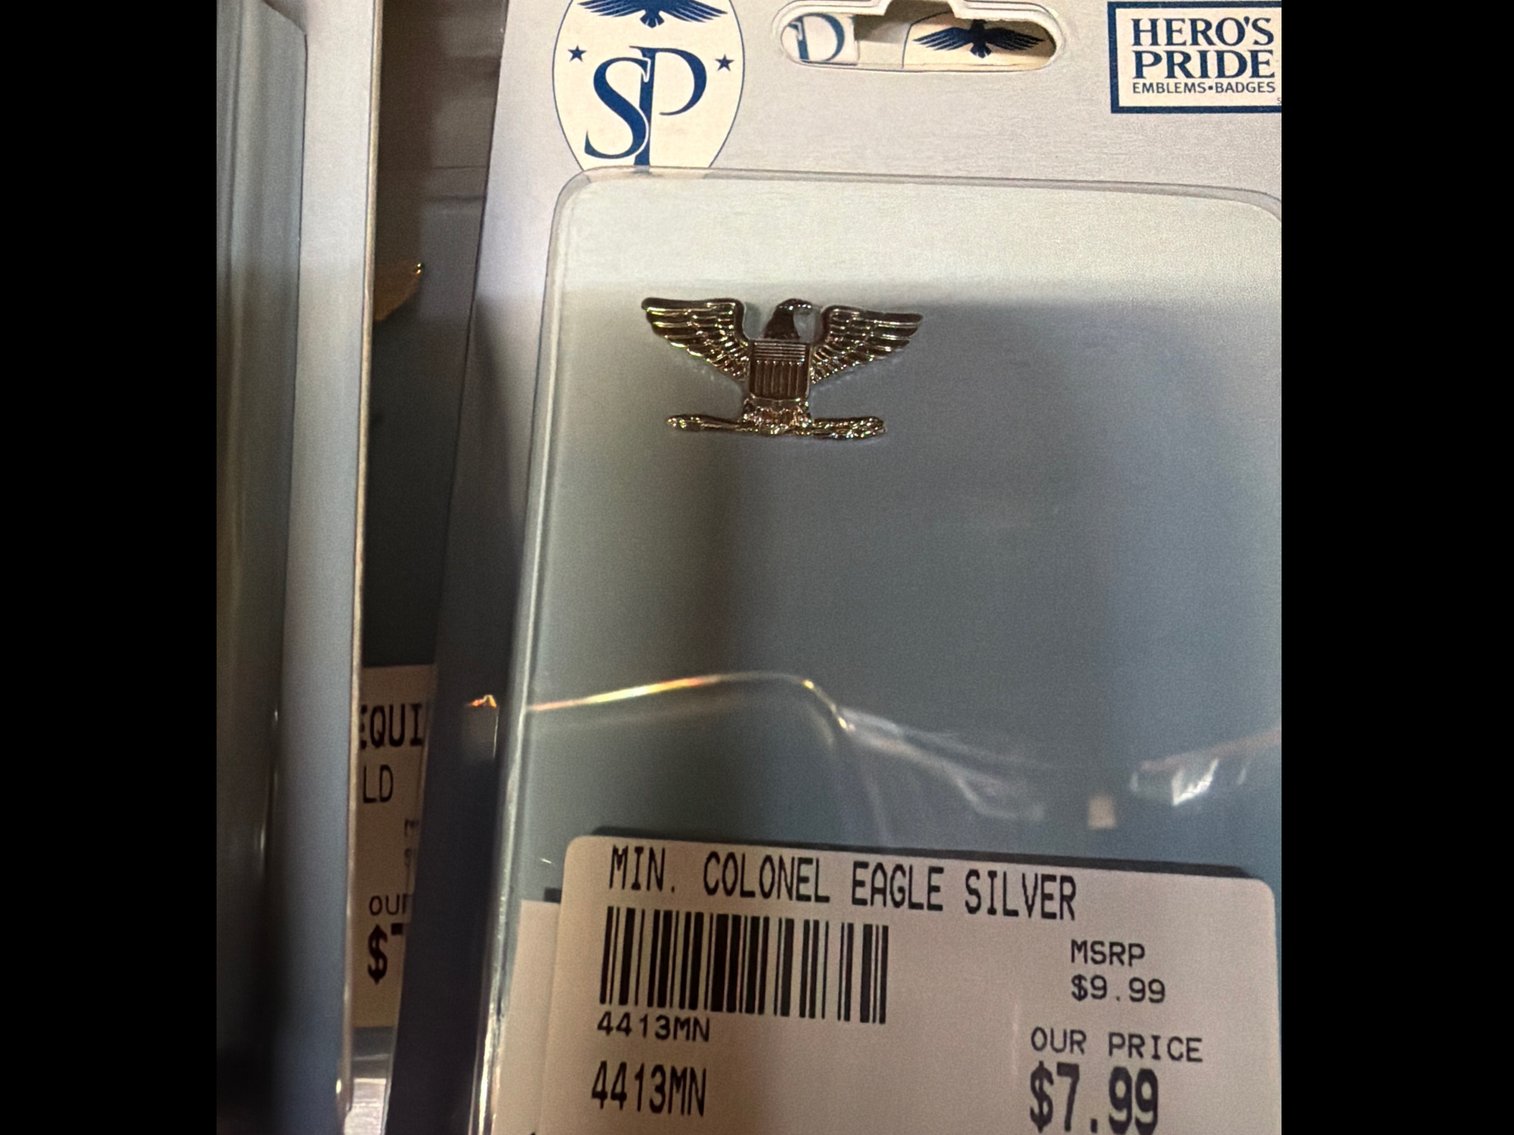 SP
D
HERO'S
PRIDE
EMBLEMS•BADGES
EQUI
LD
OUR
$
MIN. COLONEL EAGLE SILVER
MSRP
$9.99
4413MN
OUR PRICE
4413MN
$7.99